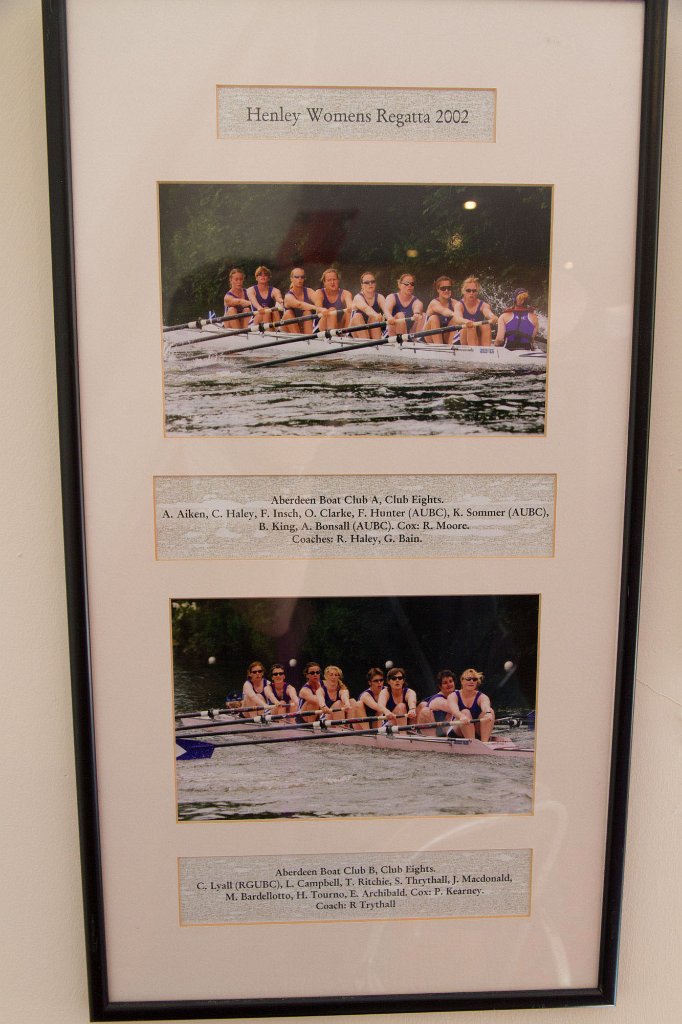 Henley Womens Regatta 2002
Aberdeen Boat Club A, Club Eights.
A. Aiken, C. Haley, F. Insch, O. Clarke, F. Hunter (AUBC), K. Sommer (AUBC),
B. King, A. Bonsall (AUBC). Cox: R. Moore.
Coaches: R. Haley, G. Bain.
Aberdeen Boat Club B, Club Eights.
C. Lyall (RGUBC), L. Campbell, T. Ritchie, S. Thrythall, J. Macdonald,
M. Bardellotto, H. Tourno, E. Archibald. Cox: P. Kearney.
Coach: R Trythall